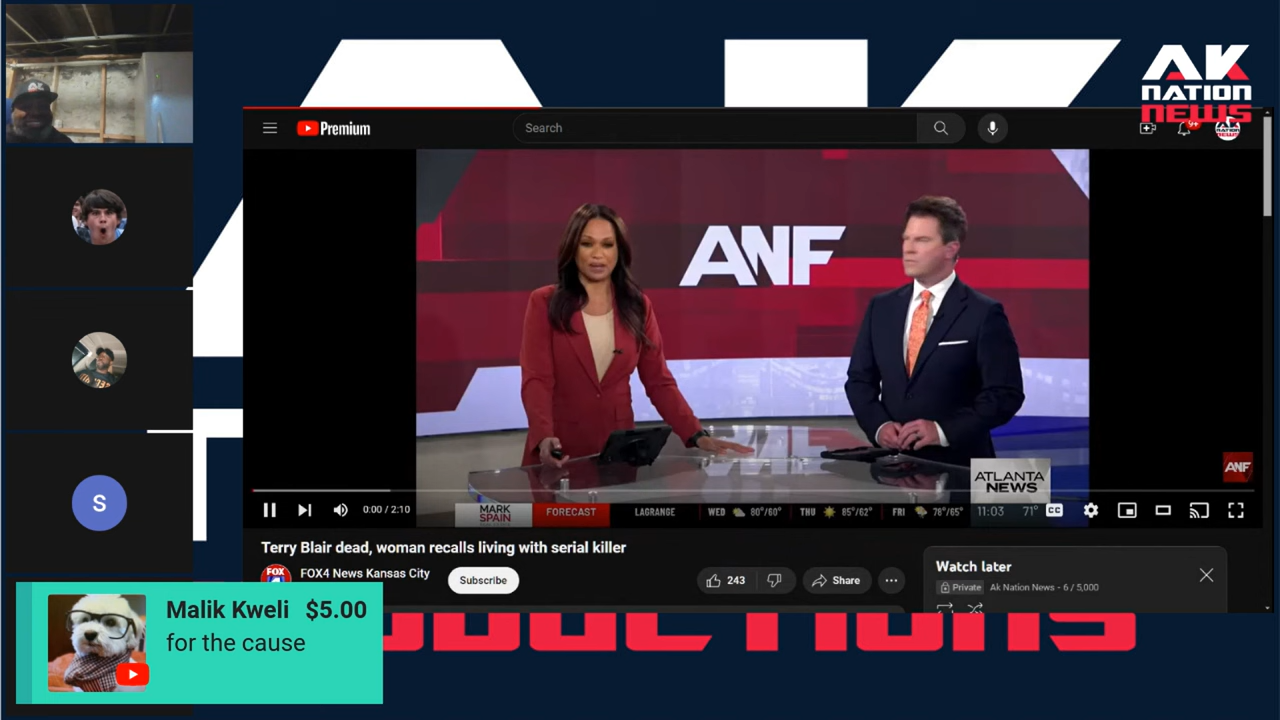 AK
NATION
NEWS
Premium
Search
9+
ANF
ATLANTA
NEWS
ANF
0:00 / 2:10
MARK
SPAIN
FORECAST
LAGRANGE
WED 80°/60°
THU 85°/62°
FRI 78°/65°
11:03 71°
CC
Terry Blair dead, woman recalls living with serial killer
FOX4 News Kansas City
Subscribe
243
Share
Watch later
Private
Ak Nation News - 6 / 5,000
S
Malik Kweli $5.00
for the cause